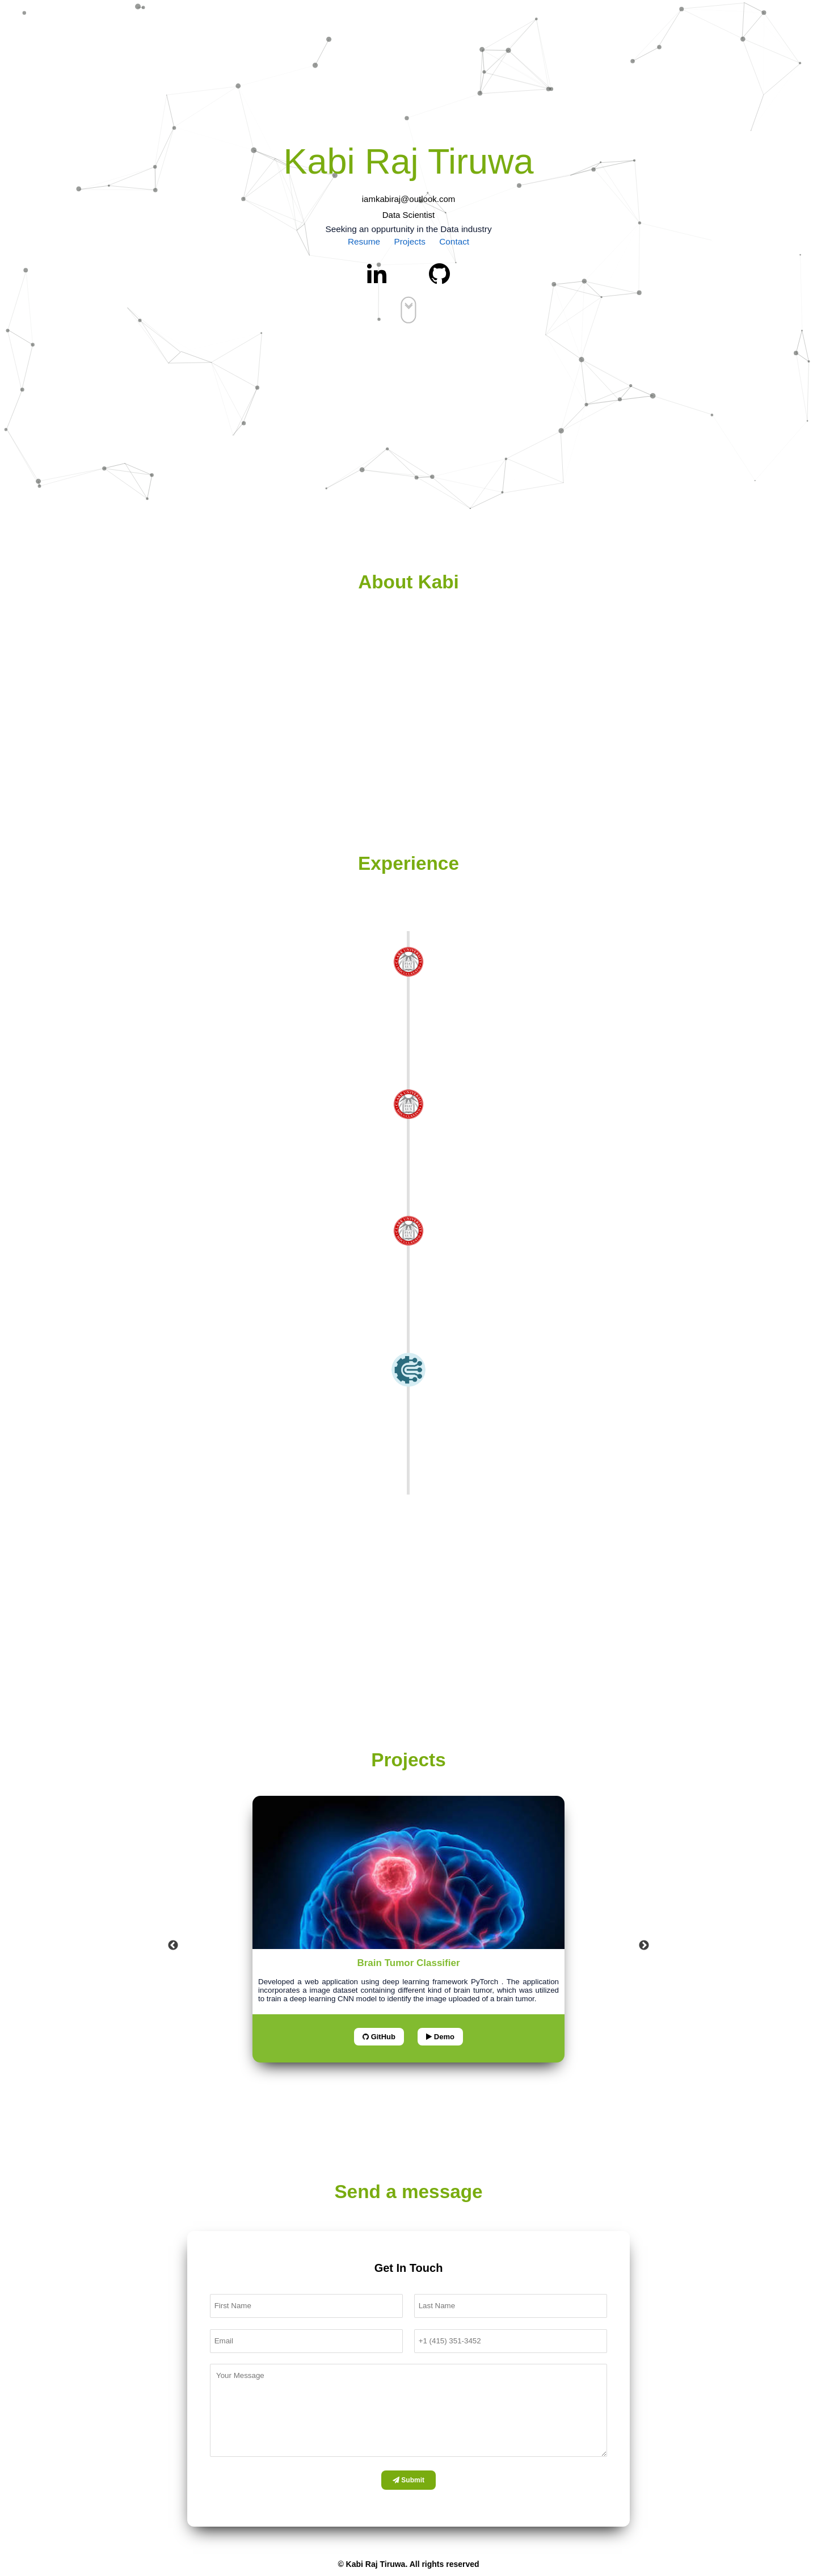 Kabi Raj Tiruwa
iamkabiraj@outlook.com
Data Scientist
Seeking an oppurtunity in the Data industry
Resume Projects Contact
About Kabi
Experience
Projects
Brain Tumor Classifier
Developed a web application using deep learning framework PyTorch . The application
incorporates a image dataset containing different kind of brain tumor, which was utilized
to train a deep learning CNN model to identify the image uploaded of a brain tumor.
GitHub Demo
Send a message
Get In Touch
First Name Last Name
Email +1 (415) 351-3452
Your Message
Submit
© Kabi Raj Tiruwa. All rights reserved